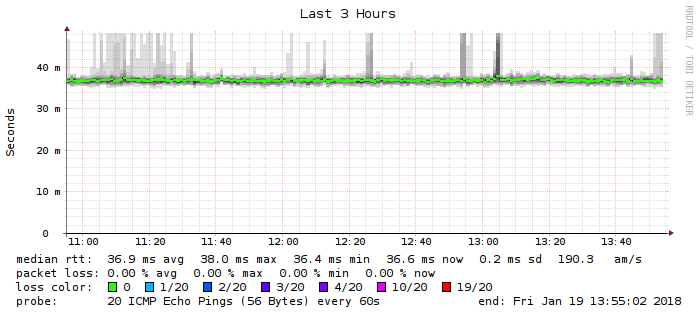 Last 3 Hours
RRDTOOL / TOBI OETIKER
Seconds
40 m
30 m
20 m
10 m
0
11:00 11:20 11:40 12:00 12:20 12:40 13:00 13:20 13:40
median rtt: 36.9 ms avg 38.0 ms max 36.4 ms min 36.6 ms now 0.2 ms sd 190.3 am/s
packet loss: 0.00 % avg 0.00 % max 0.00 % min 0.00 % now
loss color: 0 1/20 2/20 3/20 4/20 10/20 19/20
probe: 20 ICMP Echo Pings (56 Bytes) every 60s end: Fri Jan 19 13:55:02 2018